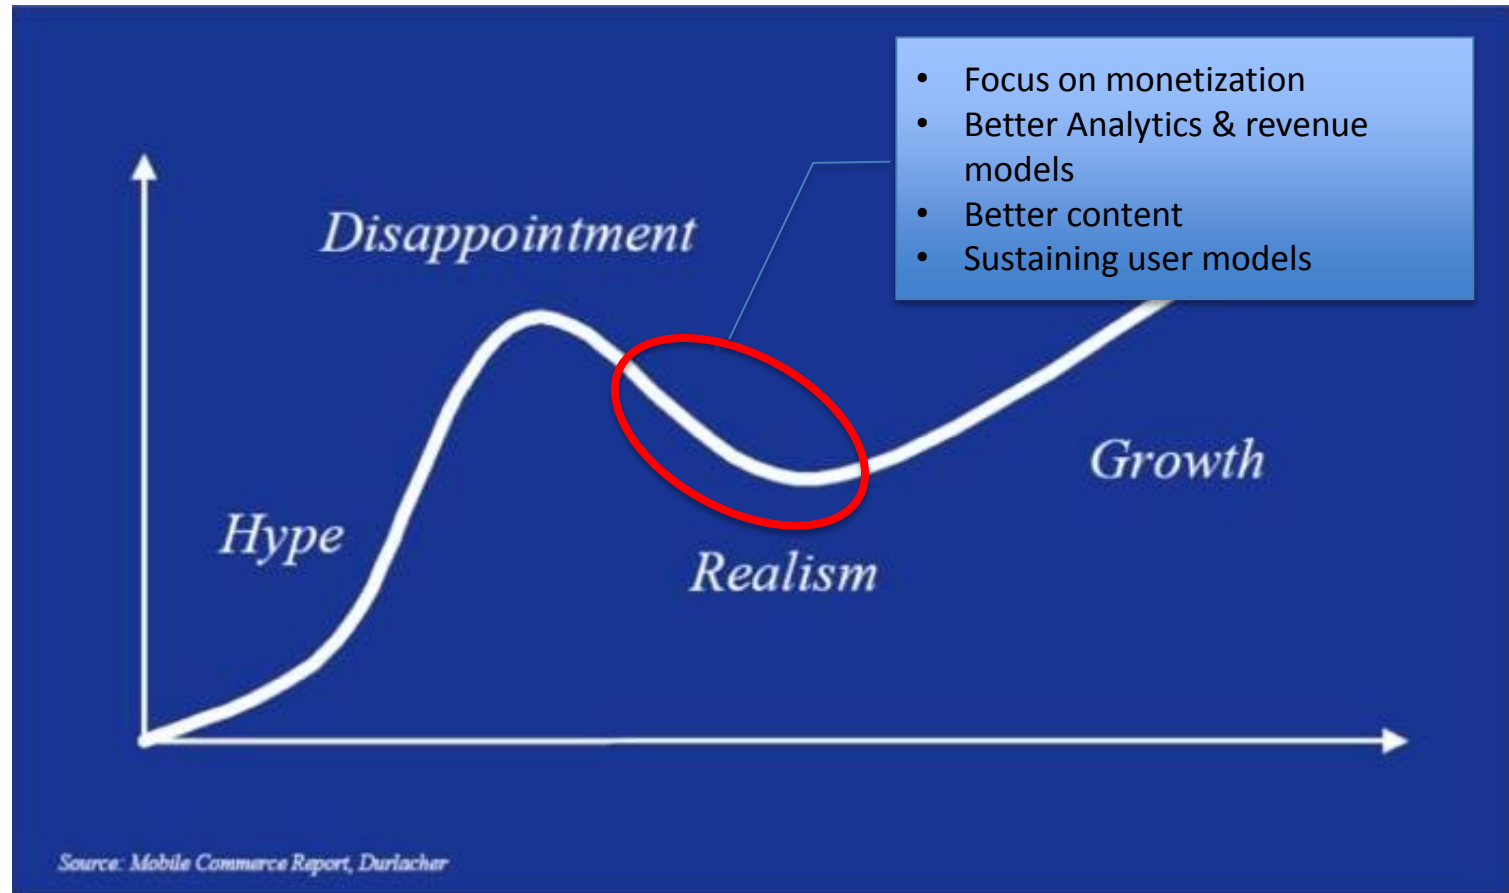 • Focus on monetization
• Better Analytics & revenue
models
• Better content
• Sustaining user models
Disappointment
Growth
Hype
Realism
Source: Mobile Commerce Report, Durlacher